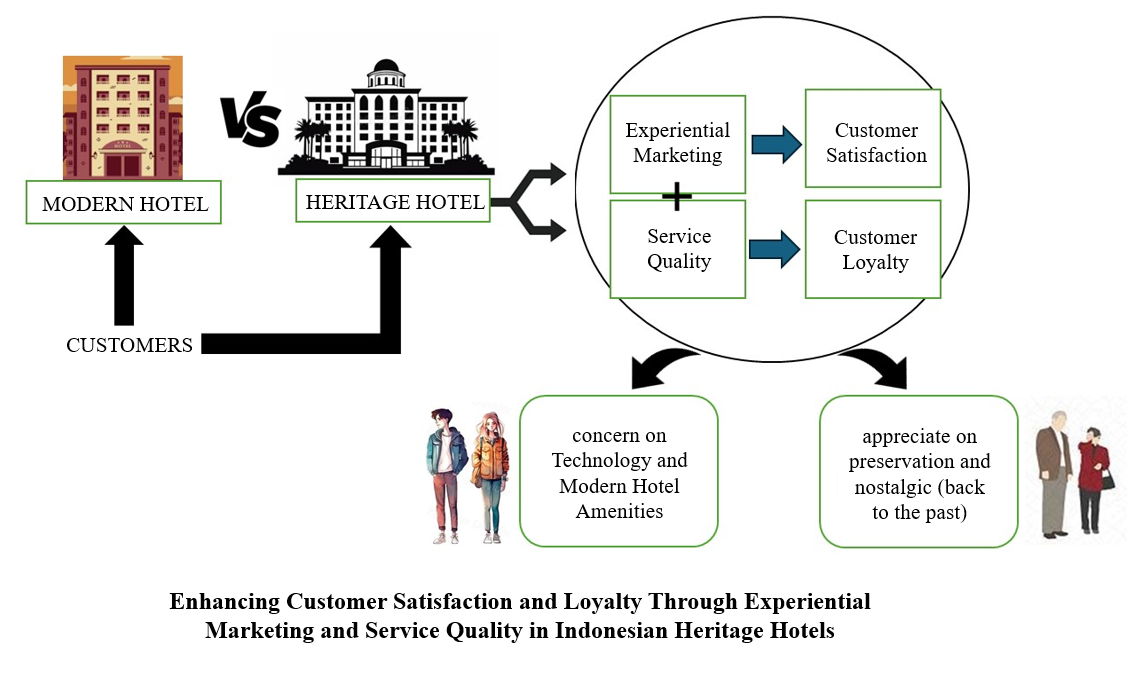 VS
MODERN HOTEL
HERITAGE HOTEL
CUSTOMERS
Experiential
Marketing
+
Service
Quality
Customer
Satisfaction
Customer
Loyalty
concern on
Technology and
Modern Hotel
Amenities
appreciate on
preservation and
nostalgic (back
to the past)
Enhancing Customer Satisfaction and Loyalty Through Experiential
Marketing and Service Quality in Indonesian Heritage Hotels